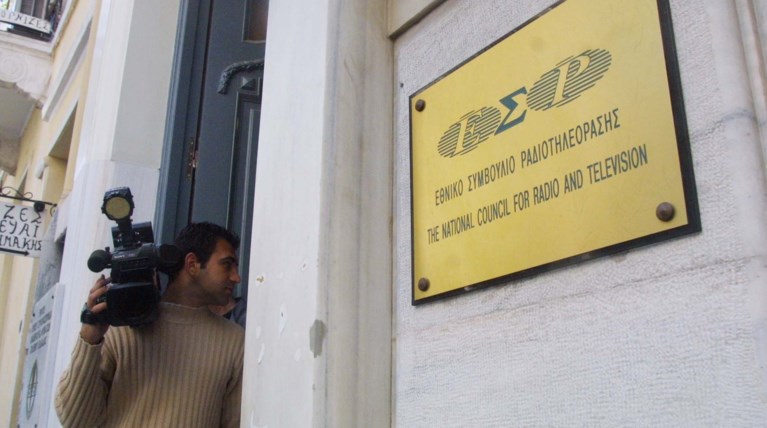 ΕΣΡ
ΕΘΝΙΚΟ ΣΥΜΒΟΥΛΙΟ ΡΑΔΙΟΤΗΛΕΟΡΑΣΗΣ
THE NATIONAL COUNCIL FOR RADIO AND TELEVISION